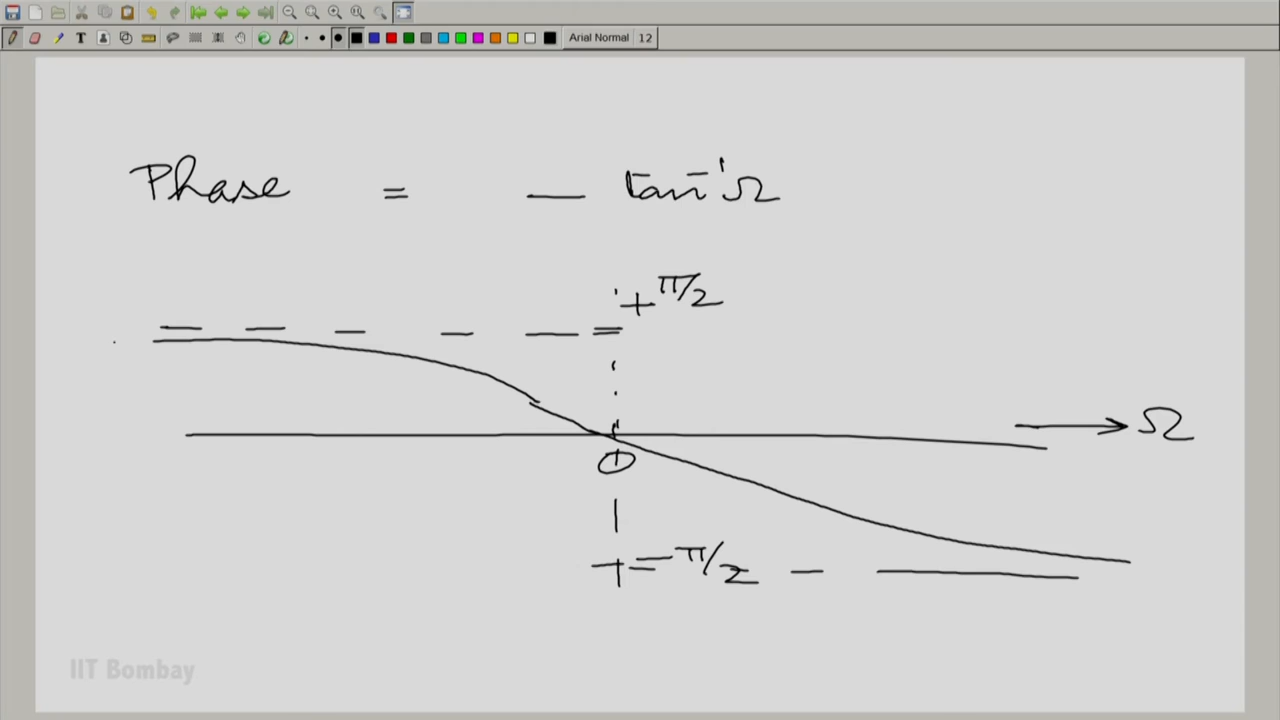 Arial Normal 12
Phase = — tan⁻¹Ω
+π/2
Ω
0
−π/2
IIT Bombay